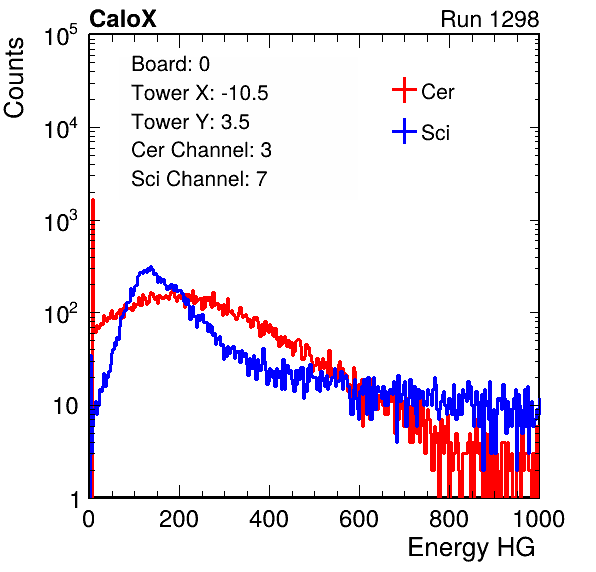 CaloX Run 1298
Counts
Board: 0
Tower X: -10.5
Tower Y: 3.5
Cer Channel: 3
Sci Channel: 7
Cer
Sci
10^5
10^4
10^3
10^2
10
1
0 200 400 600 800 1000
Energy HG